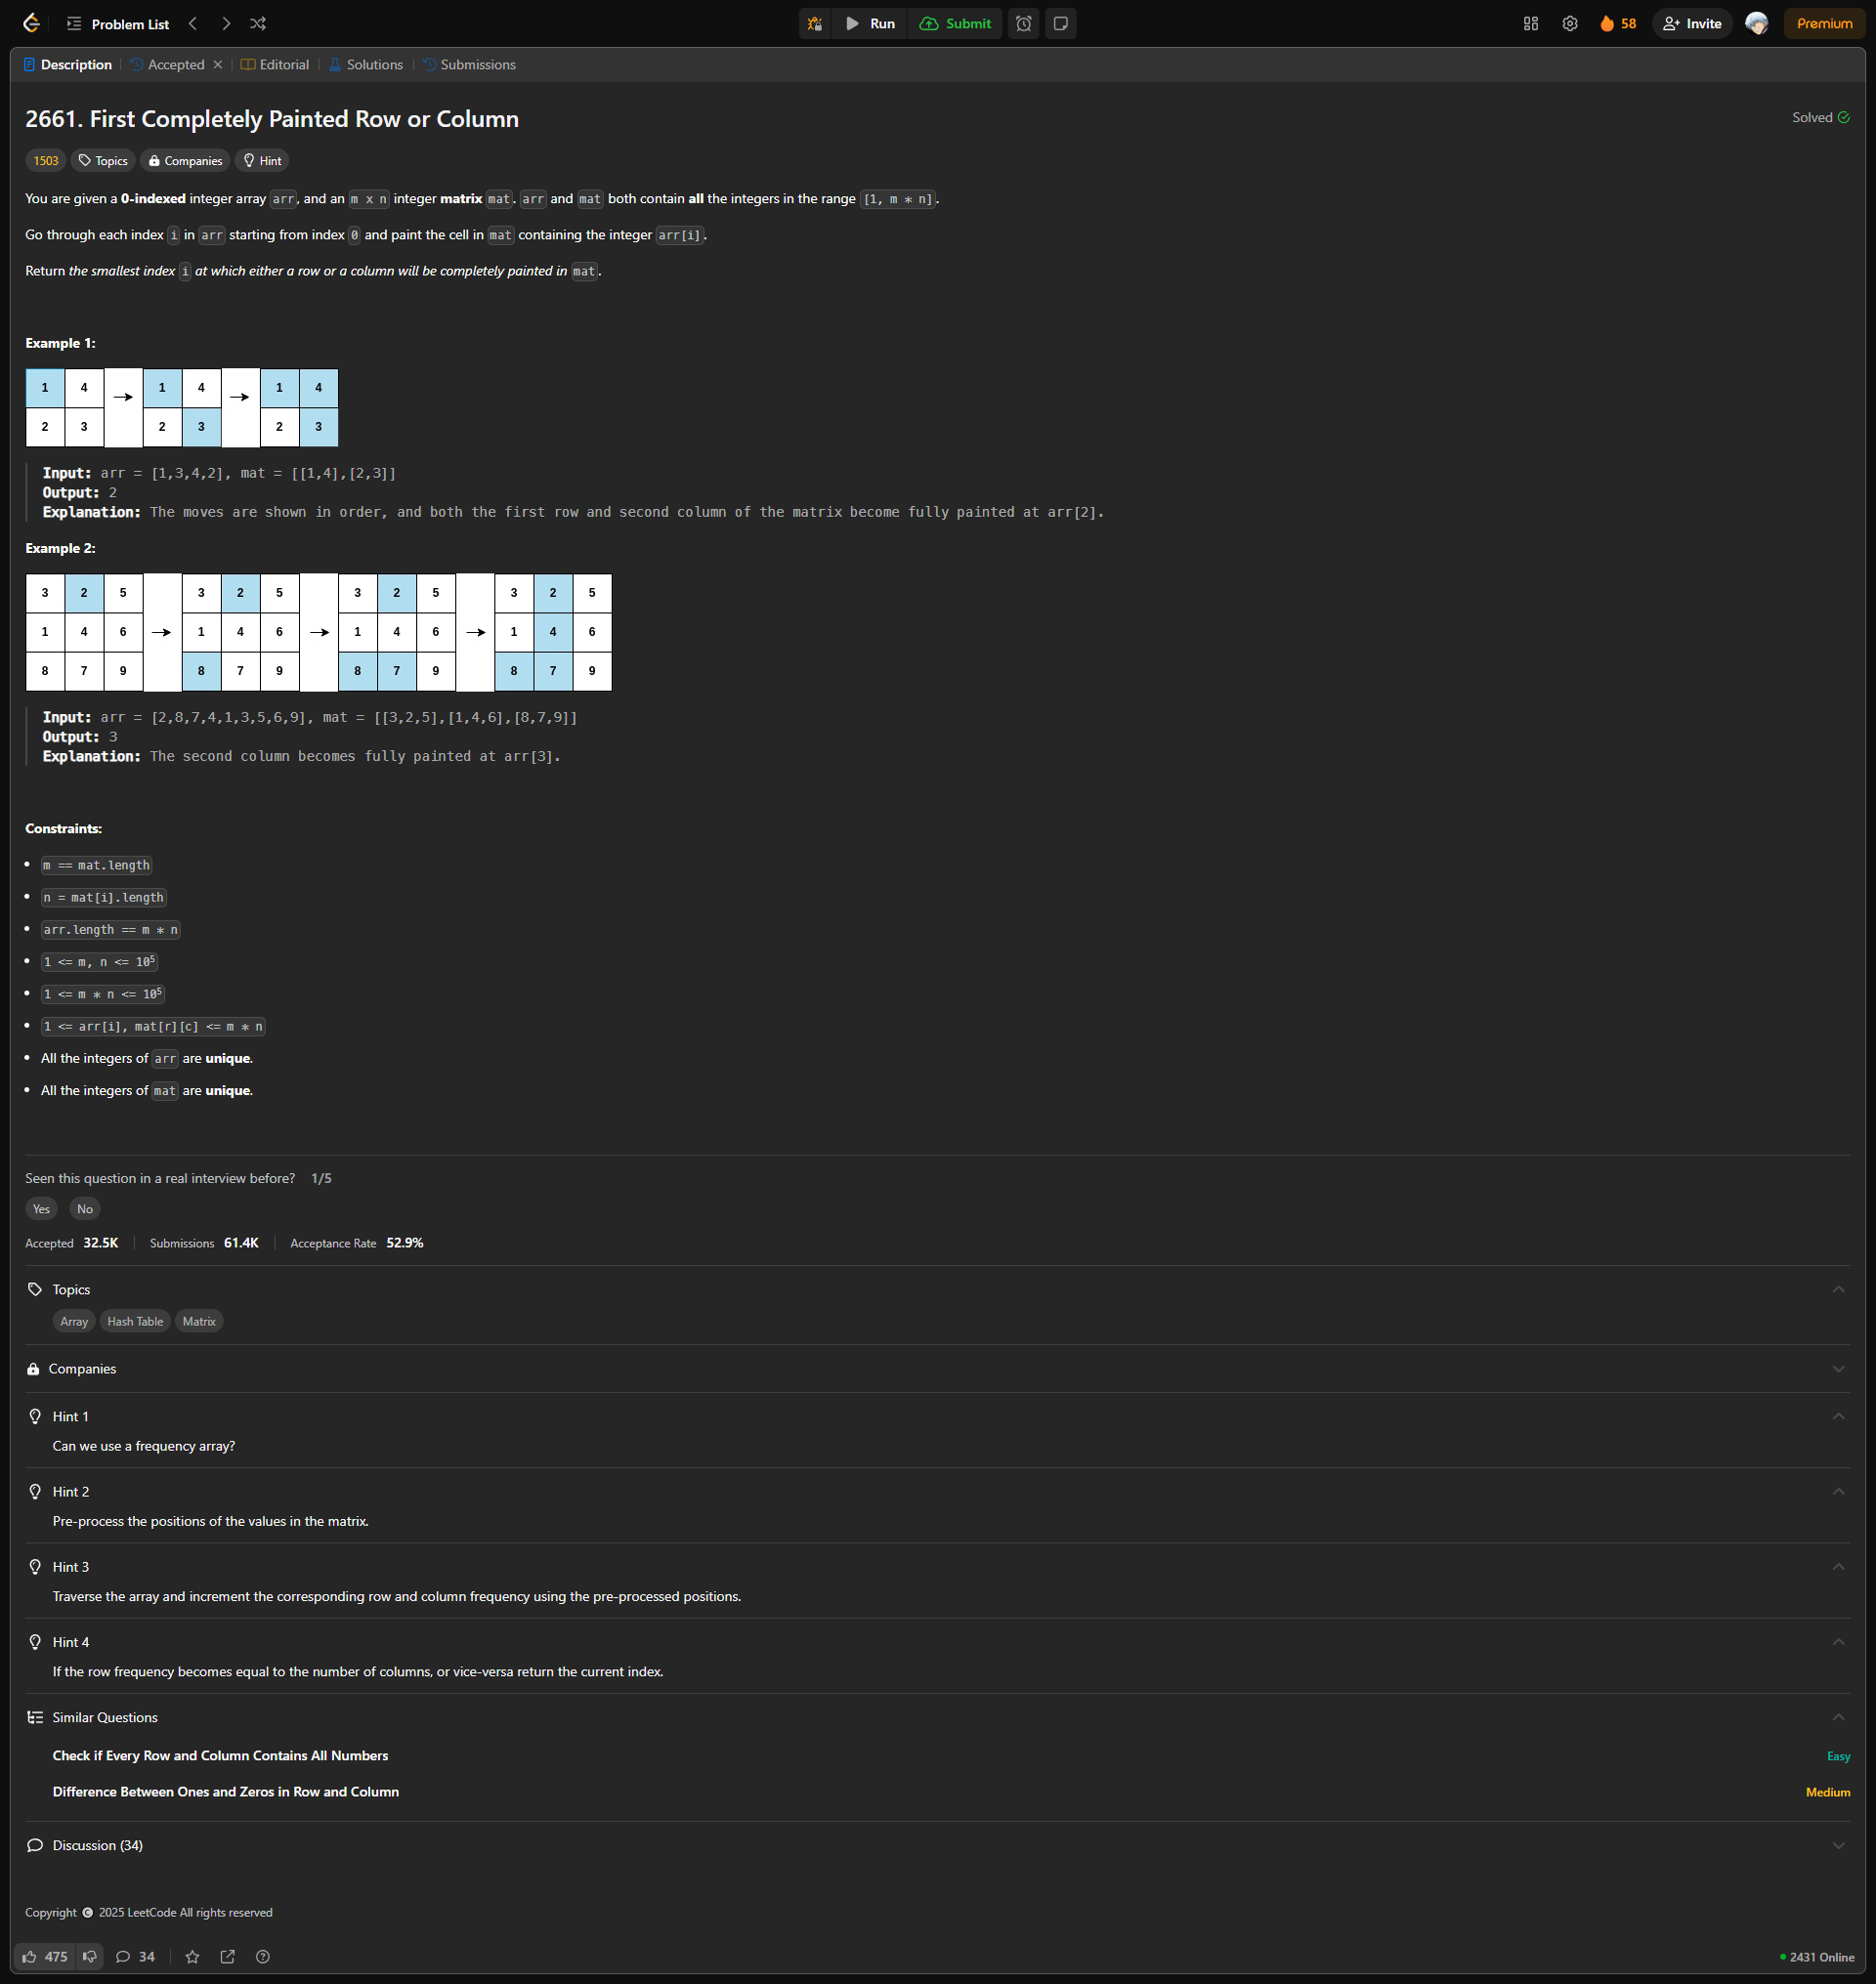 Problem List
Run
Submit
58
Invite
Premium
Description
Accepted
Editorial
Solutions
Submissions
2661. First Completely Painted Row or Column
Solved
1503
Topics
Companies
Hint
You are given a 0-indexed integer array arr, and an m x n integer matrix mat. arr and mat both contain all the integers in the range [1, m * n].
Go through each index i in arr starting from index 0 and paint the cell in mat containing the integer arr[i].
Return the smallest index i at which either a row or a column will be completely painted in mat.
Example 1:
1 4 → 1 4 → 1 4
2 3 2 3 2 3
Input: arr = [1,3,4,2], mat = [[1,4],[2,3]]
Output: 2
Explanation: The moves are shown in order, and both the first row and second column of the matrix become fully painted at arr[2].
Example 2:
3 2 5 3 2 5 3 2 5 3 2 5
1 4 6 → 1 4 6 → 1 4 6 → 1 4 6
8 7 9 8 7 9 8 7 9 8 7 9
Input: arr = [2,8,7,4,1,3,5,6,9], mat = [[3,2,5],[1,4,6],[8,7,9]]
Output: 3
Explanation: The second column becomes fully painted at arr[3].
Constraints:
• m == mat.length
• n = mat[i].length
• arr.length == m * n
• 1 <= m, n <= 10⁵
• 1 <= m * n <= 10⁵
• 1 <= arr[i], mat[r][c] <= m * n
• All the integers of arr are unique.
• All the integers of mat are unique.
Seen this question in a real interview before? 1/5
Yes No
Accepted 32.5K Submissions 61.4K Acceptance Rate 52.9%
Topics
Array Hash Table Matrix
Companies
Hint 1
Can we use a frequency array?
Hint 2
Pre-process the positions of the values in the matrix.
Hint 3
Traverse the array and increment the corresponding row and column frequency using the pre-processed positions.
Hint 4
If the row frequency becomes equal to the number of columns, or vice-versa return the current index.
Similar Questions
Check if Every Row and Column Contains All Numbers Easy
Difference Between Ones and Zeros in Row and Column Medium
Discussion (34)
Copyright © 2025 LeetCode All rights reserved
475 34 2431 Online